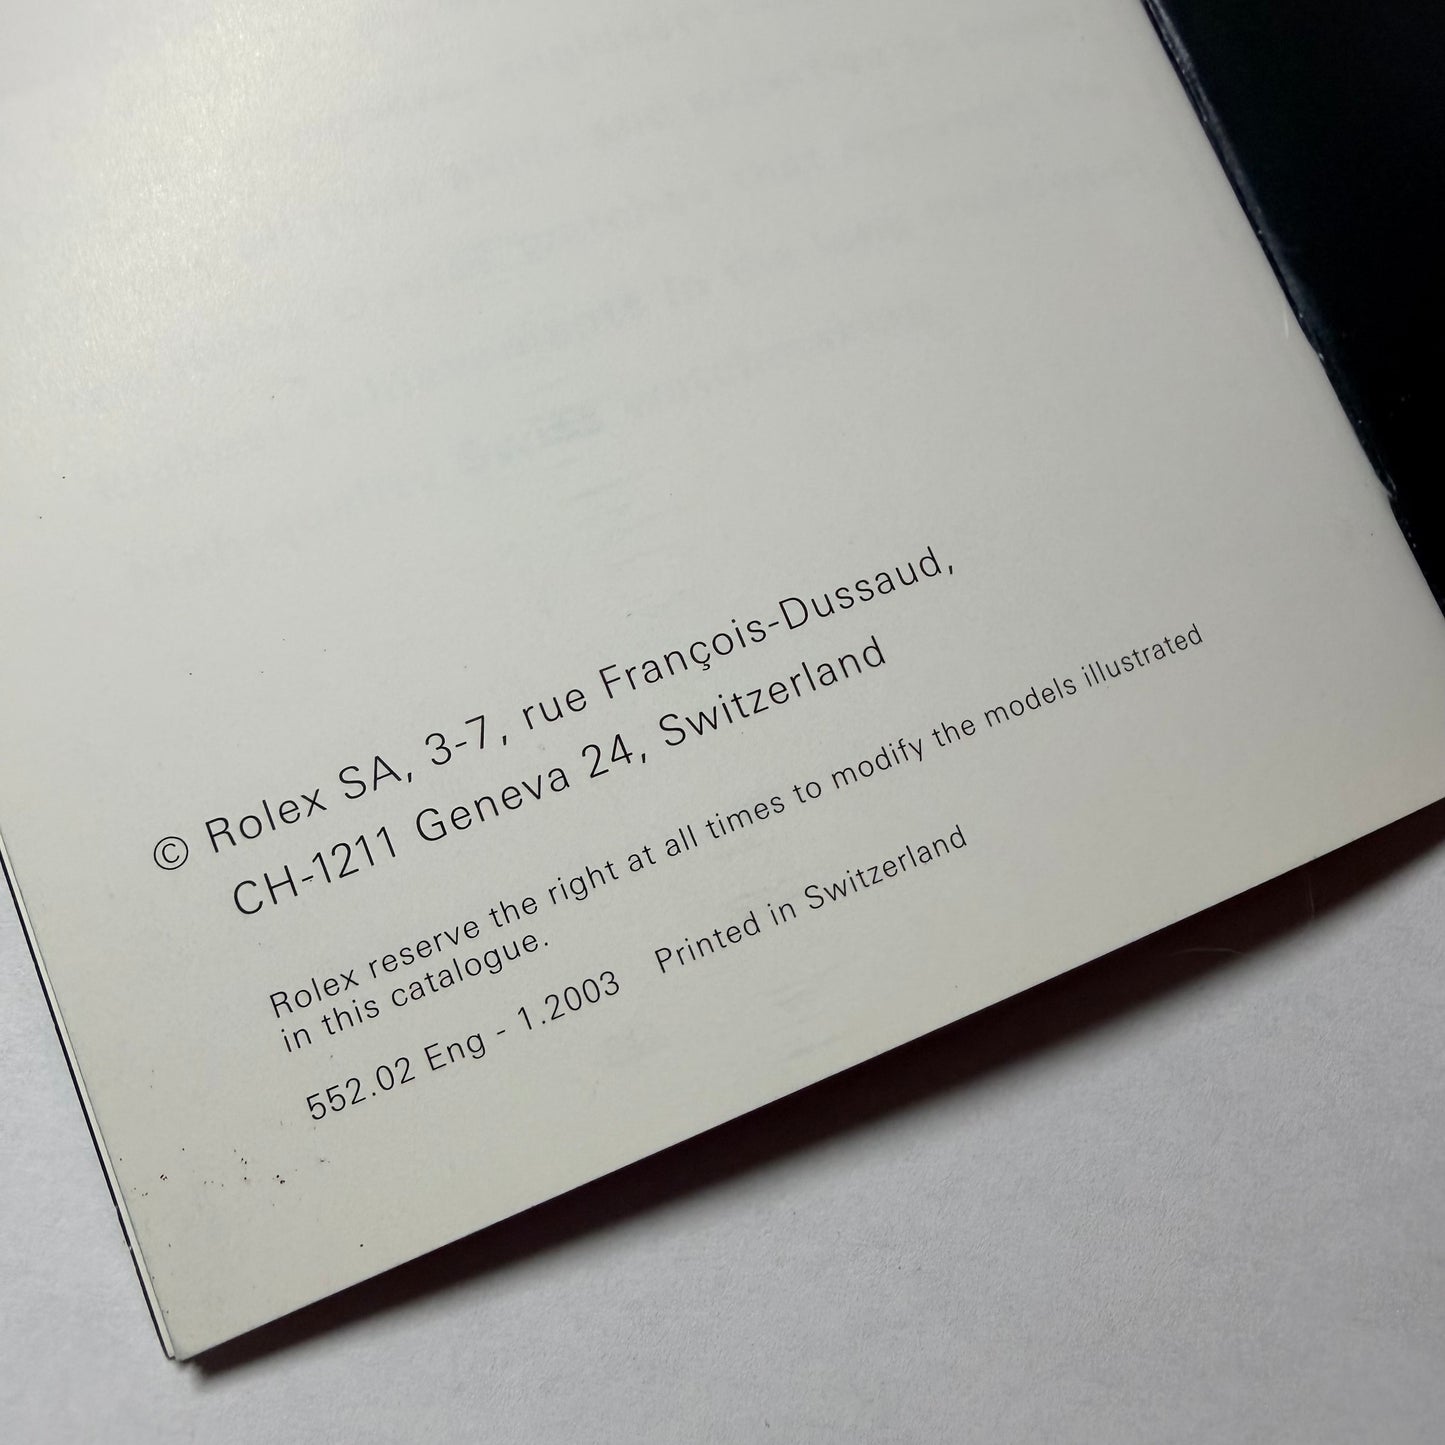 © Rolex SA, 3-7, rue François-Dussaud,
CH-1211 Geneva 24, Switzerland
Rolex reserve the right at all times to modify the models illustrated
in this catalogue.
552.02 Eng - 1.2003 Printed in Switzerland